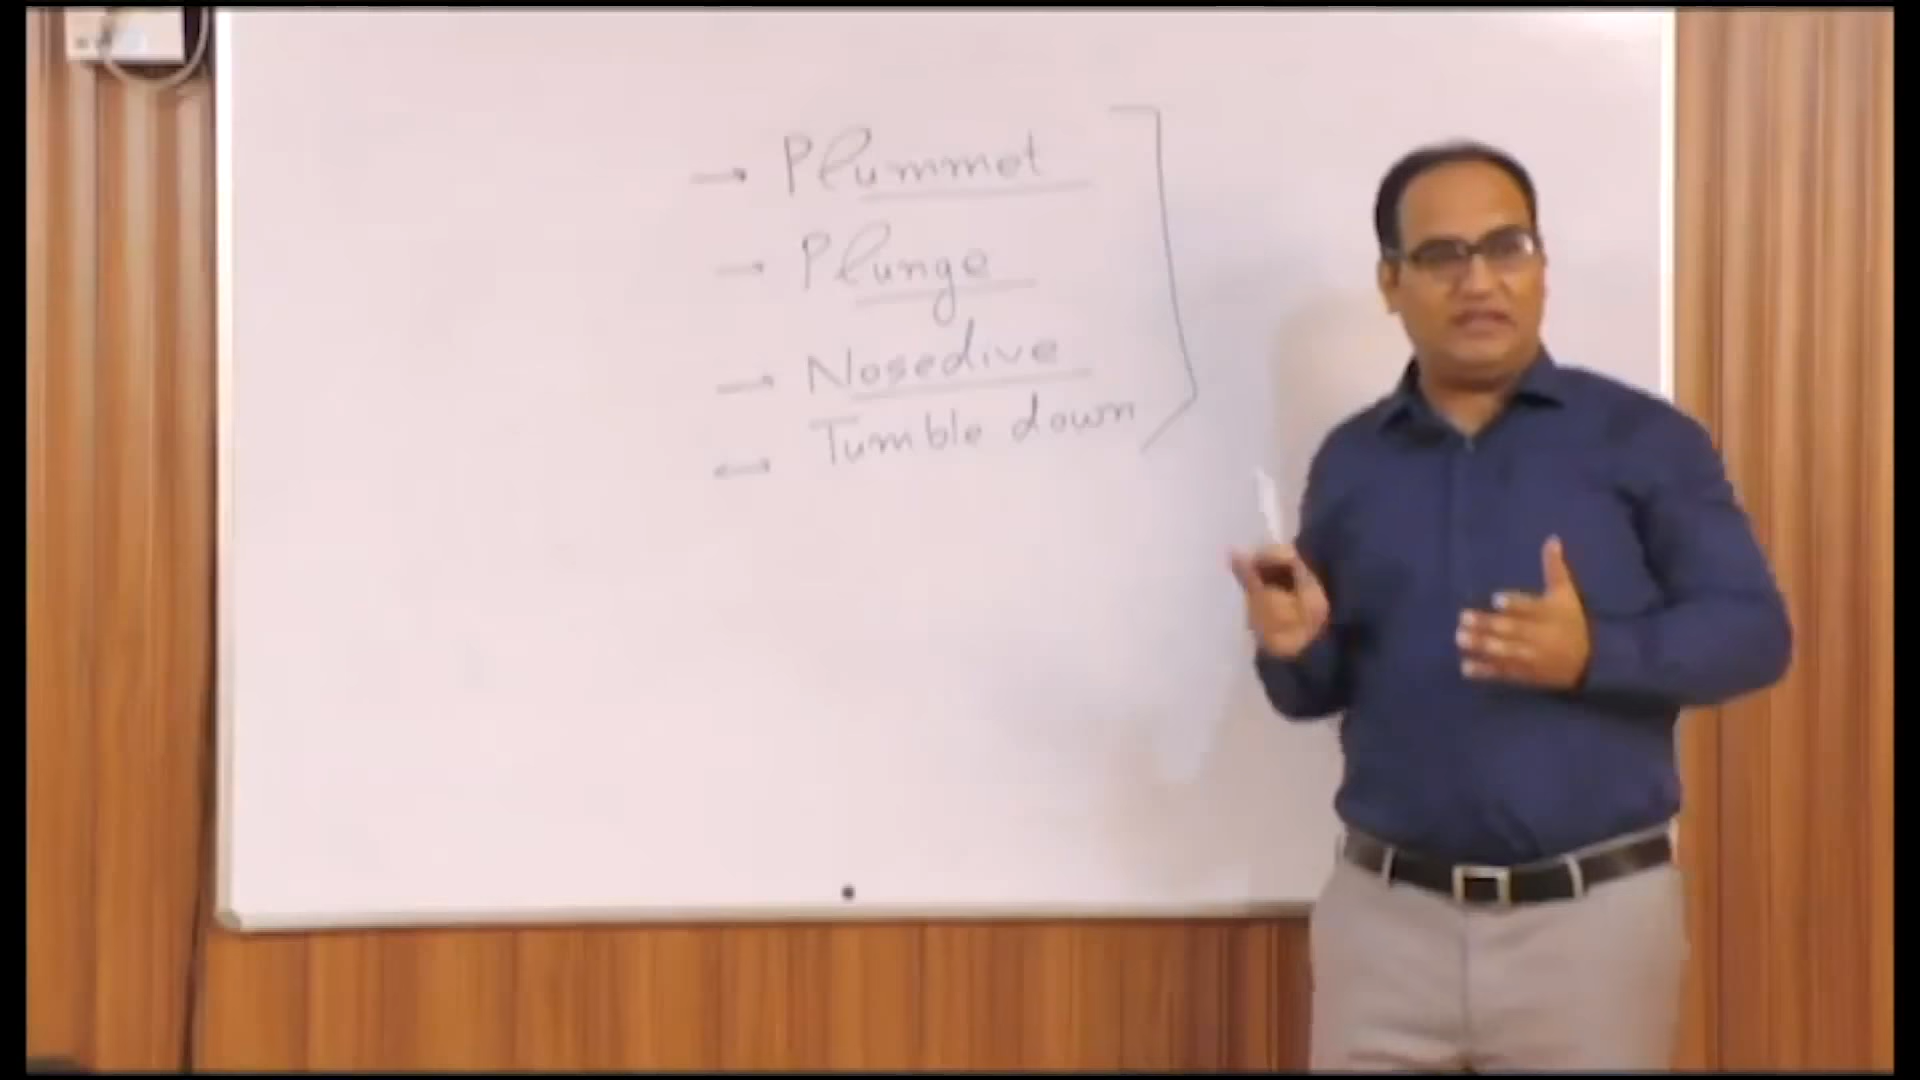 → Plummet
→ Plunge
→ Nosedive
→ Tumble down